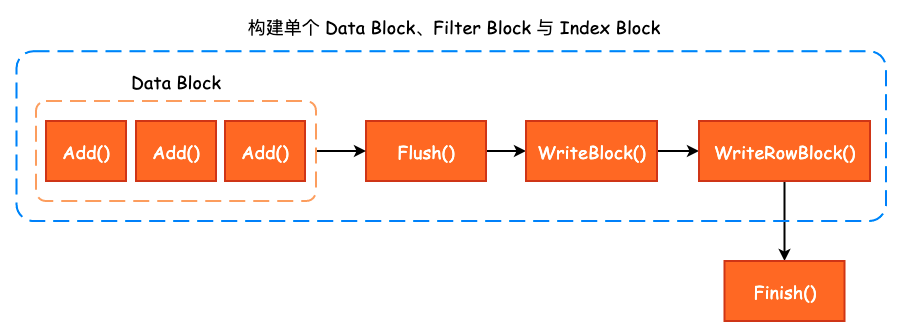 构建单个 Data Block、Filter Block 与 Index Block
Data Block
Add()
Add()
Add()
Flush()
WriteBlock()
WriteRowBlock()
Finish()